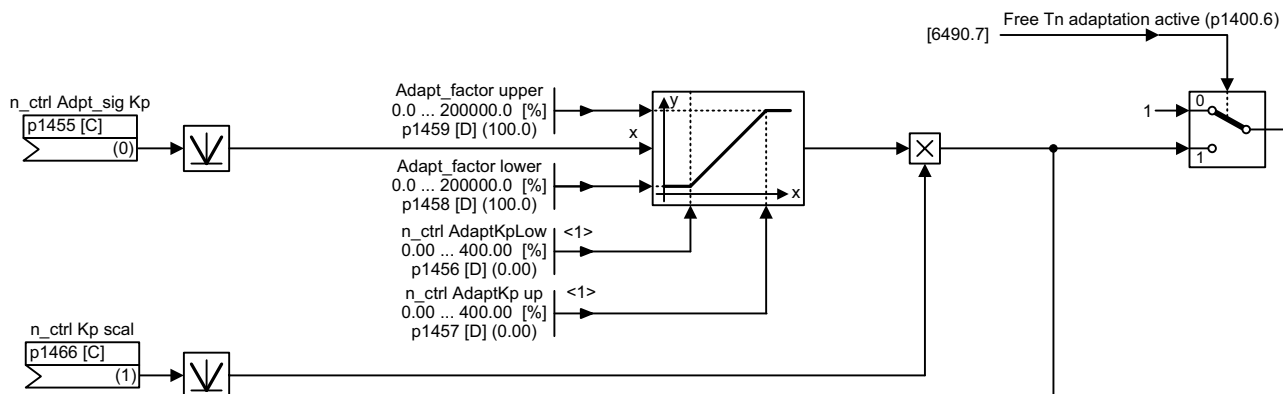 Free Tn adaptation active (p1400.6)
[6490.7]
n_ctrl Adpt_sig Kp
p1455 [C]
(0)
Adapt_factor upper
0.0 ... 200000.0 [%]
p1459 [D] (100.0)
x
Adapt_factor lower
0.0 ... 200000.0 [%]
p1458 [D] (100.0)
y
x
1
0
1
n_ctrl AdaptKpLow <1>
0.00 ... 400.00 [%]
p1456 [D] (0.00)
n_ctrl AdaptKp up <1>
0.00 ... 400.00 [%]
p1457 [D] (0.00)
n_ctrl Kp scal
p1466 [C]
(1)